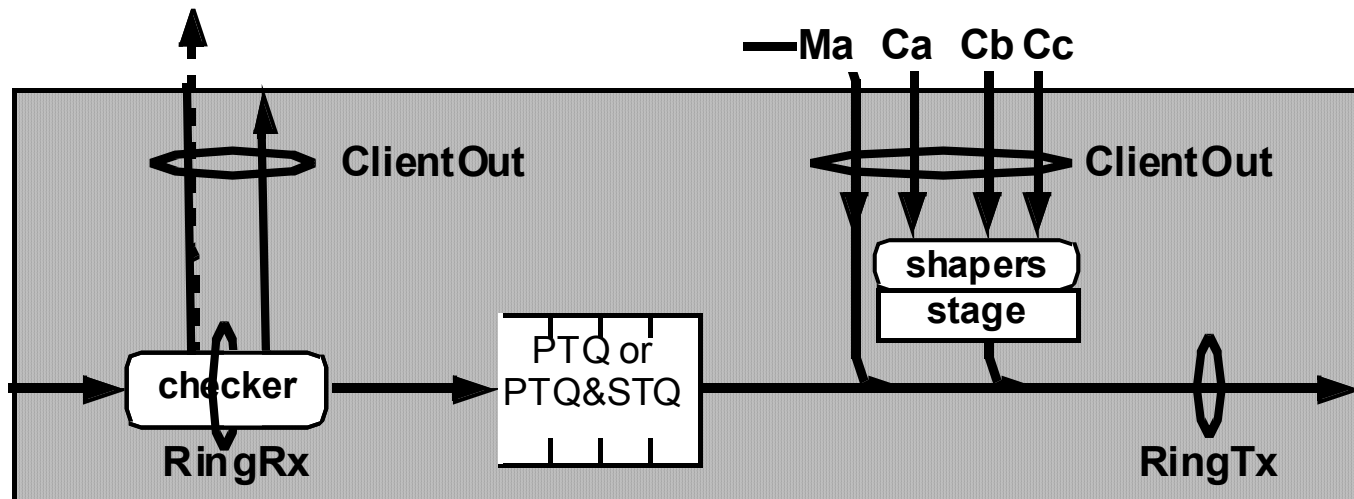 Ma Ca Cb Cc
ClientOut
ClientOut
shapers
stage
PTQ or
PTQ&STQ
checker
RingRx
RingTx